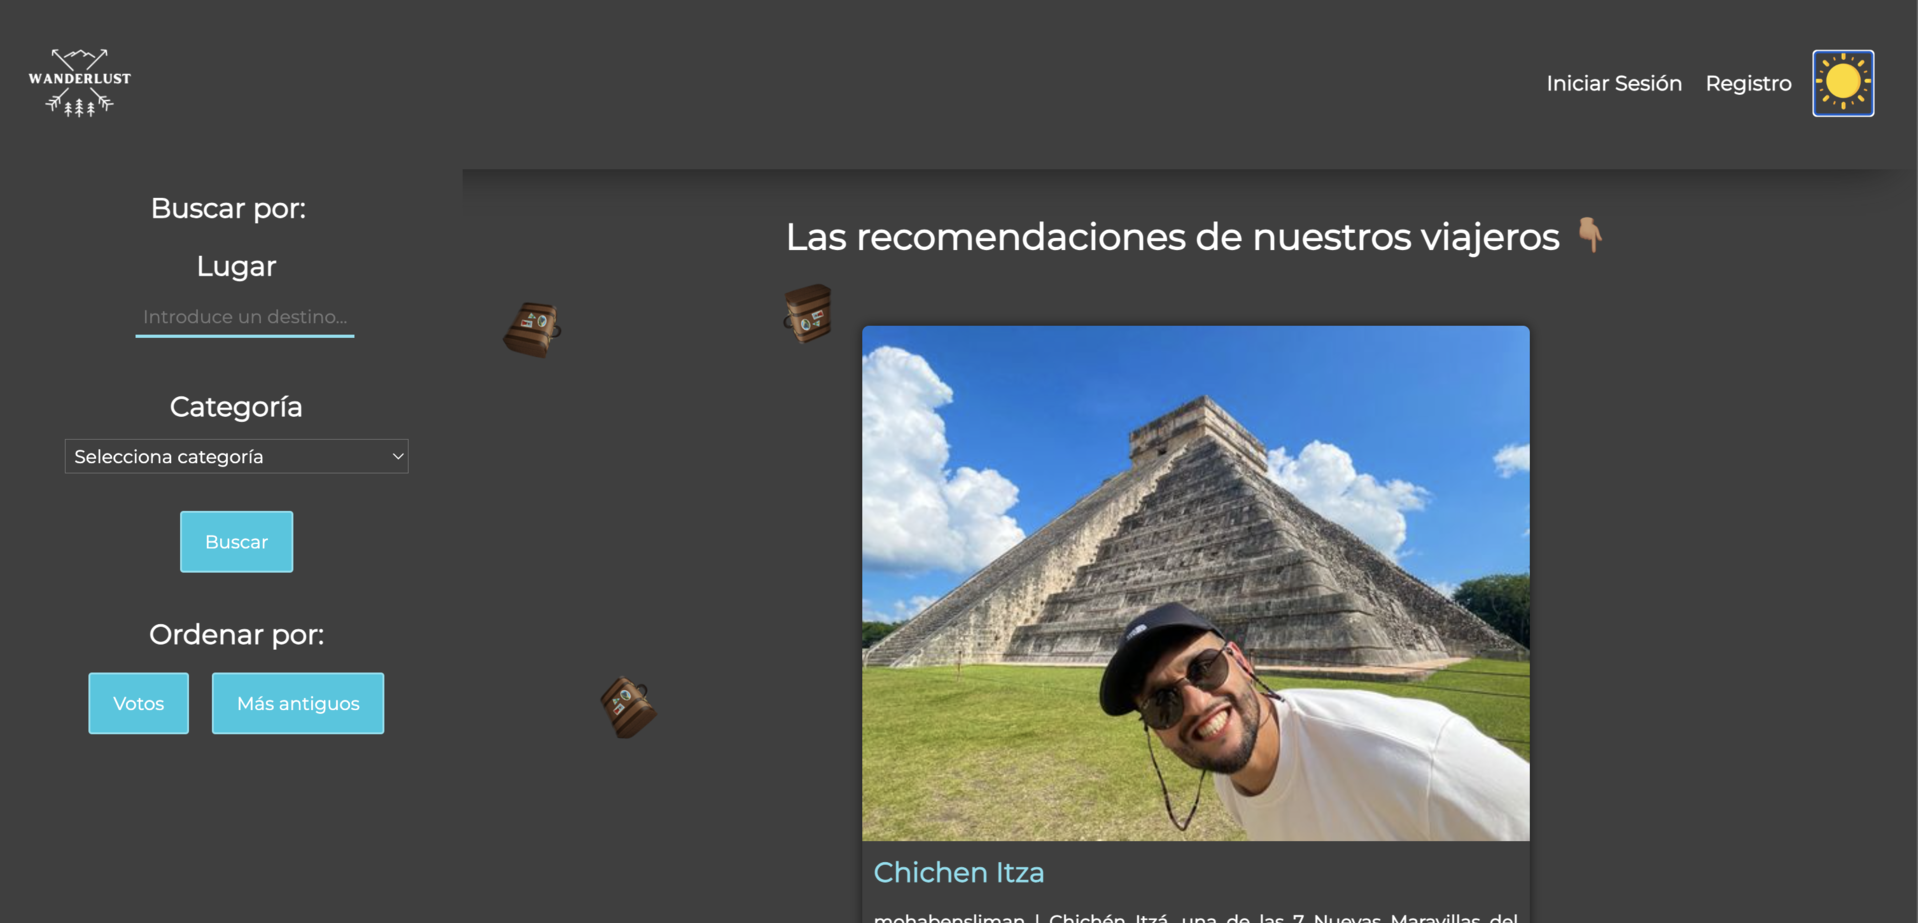 WANDERLUST
Iniciar Sesión
Registro
Buscar por:
Lugar
Introduce un destino...
Categoría
Selecciona categoría
Buscar
Ordenar por:
Votos
Más antiguos
Las recomendaciones de nuestros viajeros
Chichen Itza
mohabensliman | Chichén Itzá, una de las 7 Nuevas Maravillas del